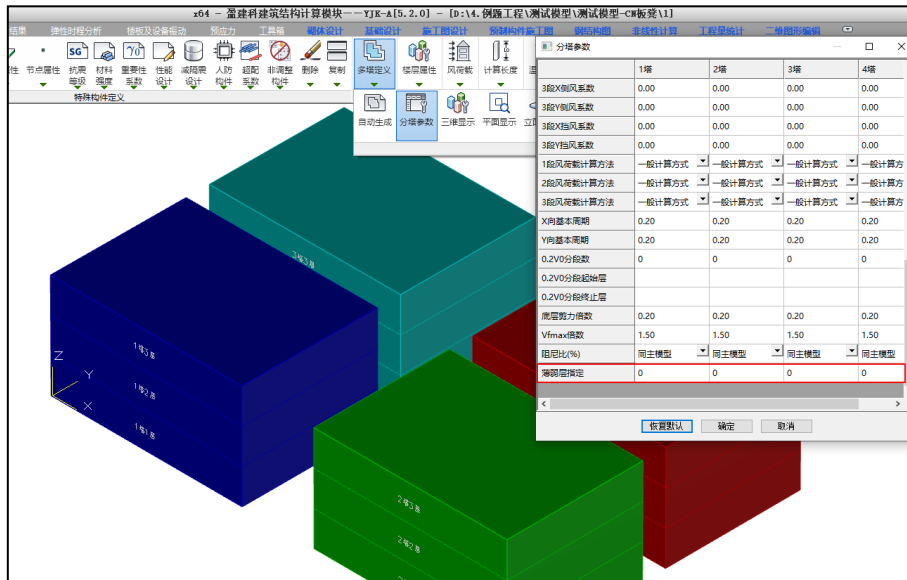 x64 - 盈建科建筑结构计算模块---YJK-A[5.2.0] - [D:\4.例题工程\测试模型\测试模型-CW板凳\1]
结果 弹性时程分析 楼板及设备振动 预应力 工具箱 砌体设计 基础设计 施工图设计 预制构件施工图 钢结构图 非线性计算 工程量统计 二维图形编辑
性 节点属性 抗震等级 材料强度 重要性系数 性能设计 减隔震设计 人防构件 超配系数 非调整构件 删除 复制 多塔定义 楼层属性 风荷载 计算长度 温
特殊构件定义
自动生成 分塔参数 三维显示 平面显示 立面
分塔参数
1塔 2塔 3塔 4塔
3段X侧风系数 0.00 0.00 0.00 0.00
3段Y侧风系数 0.00 0.00 0.00 0.00
3段X挡风系数 0.00 0.00 0.00 0.00
3段Y挡风系数 0.00 0.00 0.00 0.00
1段风荷载计算方法 一般计算方式 一般计算方式 一般计算方式 一般计算方
2段风荷载计算方法 一般计算方式 一般计算方式 一般计算方式 一般计算方
3段风荷载计算方法 一般计算方式 一般计算方式 一般计算方式 一般计算方
X向基本周期 0.20 0.20 0.20 0.20
Y向基本周期 0.20 0.20 0.20 0.20
0.2V0分段数 0 0 0 0
0.2V0分段起始层
0.2V0分段终止层
底层剪力倍数 0.20 0.20 0.20 0.20
Vfmax倍数 1.50 1.50 1.50 1.50
阻尼比(%) 同主模型 同主模型 同主模型 同主模型
薄弱层指定 0 0 0 0
恢复默认 确定 取消
3塔3层
1塔3层
1塔2层
1塔1层
2塔3层
2塔2层
Z
Y
X